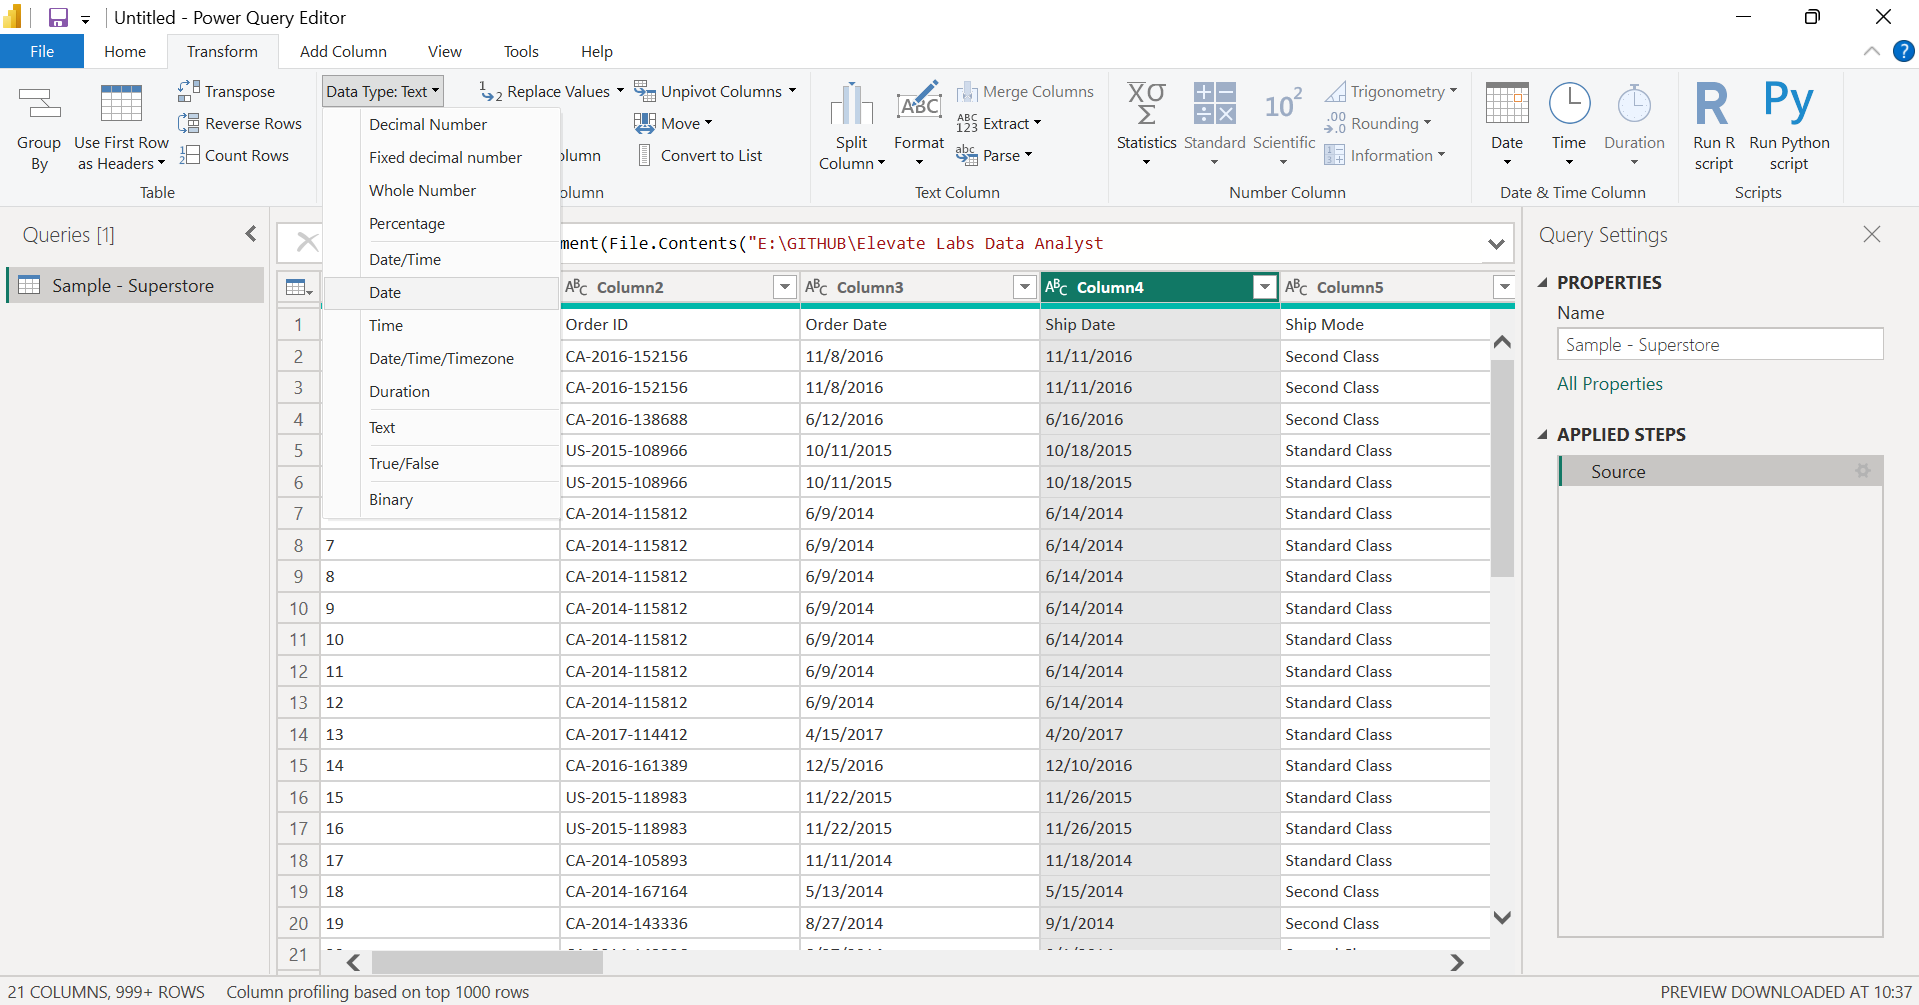 Untitled - Power Query Editor
File Home Transform Add Column View Tools Help
Group By
Use First Row as Headers
Transpose
Reverse Rows
Count Rows
Table
Data Type: Text
Replace Values
Unpivot Columns
Move
Convert to List
olumn
olumn
Split Column
Format
Merge Columns
Extract
Parse
Text Column
Statistics
Standard
Scientific
Trigonometry
Rounding
Information
Number Column
Date
Time
Duration
Date & Time Column
Run R script
Run Python script
Scripts
Decimal Number
Fixed decimal number
Whole Number
Percentage
Date/Time
Date
Time
Date/Time/Timezone
Duration
Text
True/False
Binary
Queries [1]
Sample - Superstore
ment(File.Contents("E:\GITHUB\Elevate Labs Data Analyst
Column2 Column3 Column4 Column5
1 Order ID Order Date Ship Date Ship Mode
2 CA-2016-152156 11/8/2016 11/11/2016 Second Class
3 CA-2016-152156 11/8/2016 11/11/2016 Second Class
4 CA-2016-138688 6/12/2016 6/16/2016 Second Class
5 US-2015-108966 10/11/2015 10/18/2015 Standard Class
6 US-2015-108966 10/11/2015 10/18/2015 Standard Class
7 CA-2014-115812 6/9/2014 6/14/2014 Standard Class
8 7 CA-2014-115812 6/9/2014 6/14/2014 Standard Class
9 8 CA-2014-115812 6/9/2014 6/14/2014 Standard Class
10 9 CA-2014-115812 6/9/2014 6/14/2014 Standard Class
11 10 CA-2014-115812 6/9/2014 6/14/2014 Standard Class
12 11 CA-2014-115812 6/9/2014 6/14/2014 Standard Class
13 12 CA-2014-115812 6/9/2014 6/14/2014 Standard Class
14 13 CA-2017-114412 4/15/2017 4/20/2017 Standard Class
15 14 CA-2016-161389 12/5/2016 12/10/2016 Standard Class
16 15 US-2015-118983 11/22/2015 11/26/2015 Standard Class
17 16 US-2015-118983 11/22/2015 11/26/2015 Standard Class
18 17 CA-2014-105893 11/11/2014 11/18/2014 Standard Class
19 18 CA-2014-167164 5/13/2014 5/15/2014 Second Class
20 19 CA-2014-143336 8/27/2014 9/1/2014 Second Class
21
Query Settings
PROPERTIES
Name
Sample - Superstore
All Properties
APPLIED STEPS
Source
21 COLUMNS, 999+ ROWS Column profiling based on top 1000 rows
PREVIEW DOWNLOADED AT 10:37